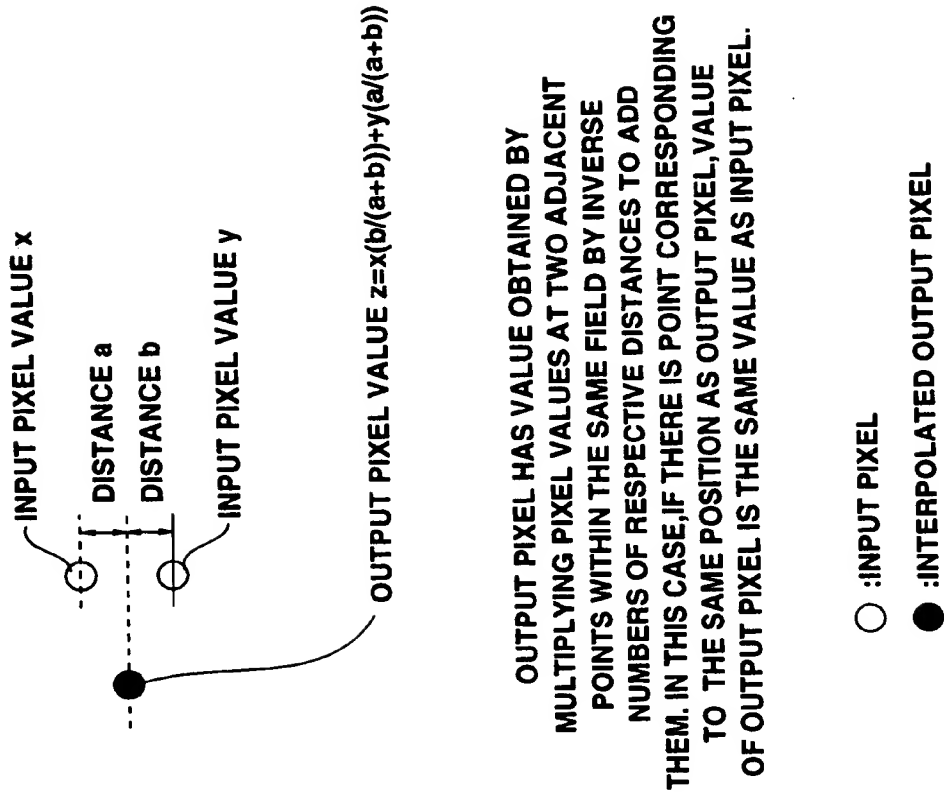 INPUT PIXEL VALUE x
DISTANCE a
DISTANCE b
INPUT PIXEL VALUE y
OUTPUT PIXEL VALUE z=x(b/(a+b))+y(a/(a+b))
OUTPUT PIXEL HAS VALUE OBTAINED BY
MULTIPLYING PIXEL VALUES AT TWO ADJACENT
POINTS WITHIN THE SAME FIELD BY INVERSE
NUMBERS OF RESPECTIVE DISTANCES TO ADD
THEM. IN THIS CASE,IF THERE IS POINT CORRESPONDING
TO THE SAME POSITION AS OUTPUT PIXEL,VALUE
OF OUTPUT PIXEL IS THE SAME VALUE AS INPUT PIXEL.
:INPUT PIXEL
:INTERPOLATED OUTPUT PIXEL